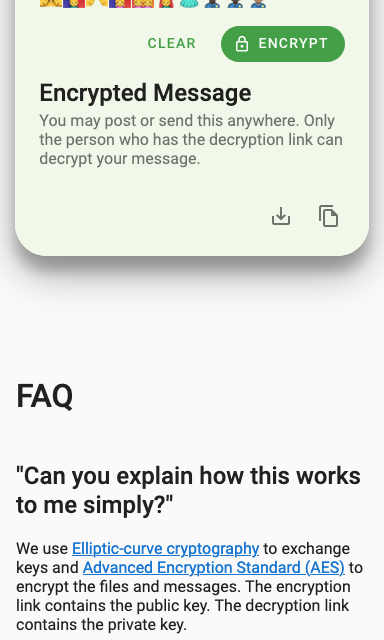 CLEAR
ENCRYPT
Encrypted Message
You may post or send this anywhere. Only
the person who has the decryption link can
decrypt your message.
FAQ
"Can you explain how this works
to me simply?"
We use Elliptic-curve cryptography to exchange
keys and Advanced Encryption Standard (AES) to
encrypt the files and messages. The encryption
link contains the public key. The decryption link
contains the private key.